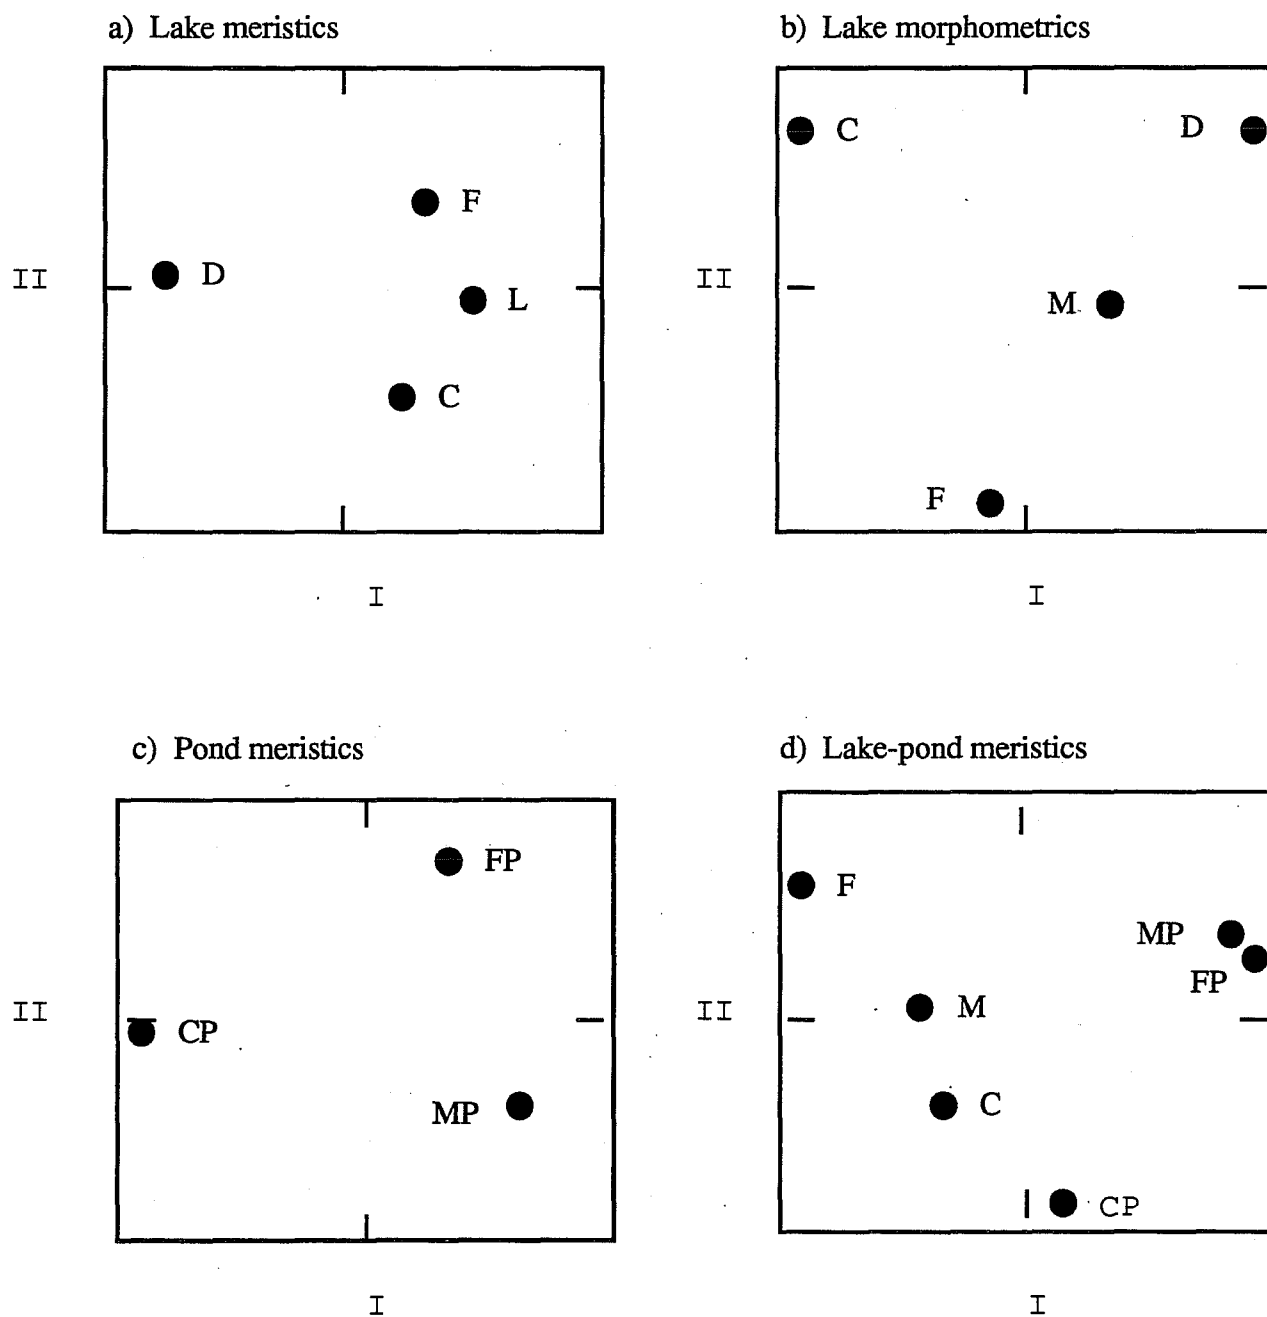 a) Lake meristics
b) Lake morphometrics
F
D
L
C
II
I
C
D
M
F
II
I
c) Pond meristics
d) Lake-pond meristics
FP
CP
MP
II
I
F
MP
FP
M
C
CP
II
I